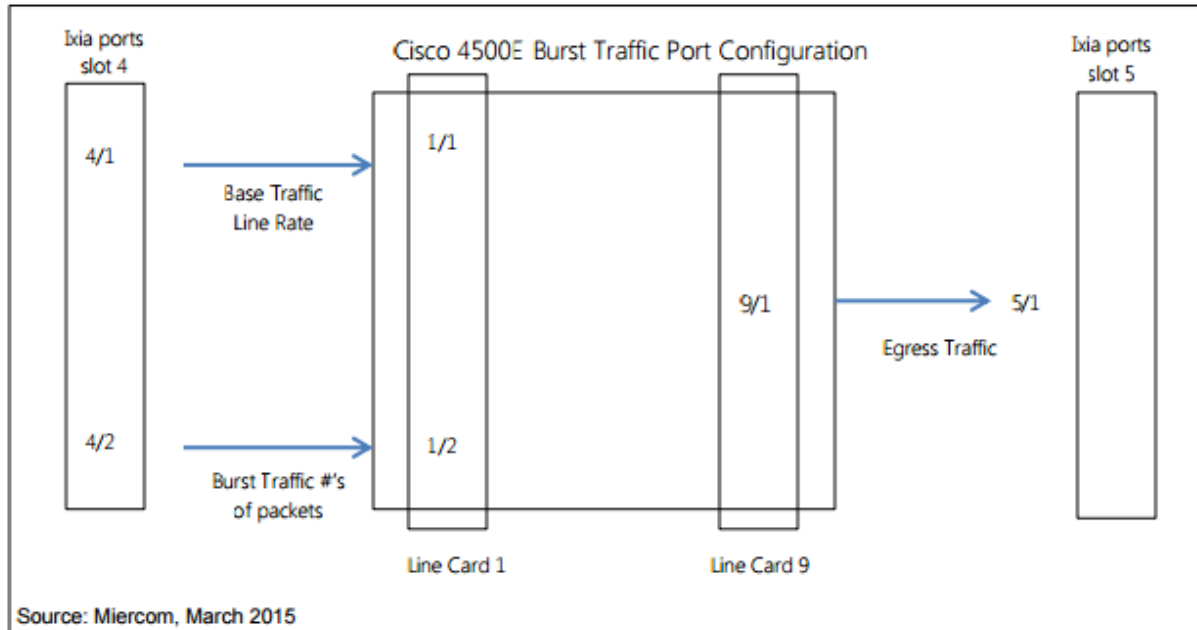 Ixia ports
slot 4
Cisco 4500E Burst Traffic Port Configuration
Ixia ports
slot 5
4/1
1/1
Base Traffic
Line Rate
9/1
5/1
Egress Traffic
4/2
1/2
Burst Traffic #'s
of packets
Line Card 1
Line Card 9
Source: Miercom, March 2015